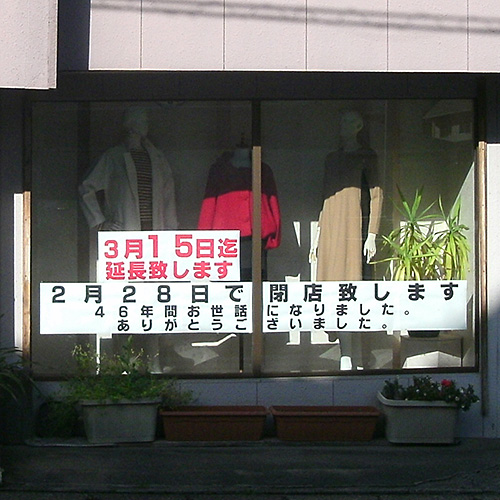 3月15日迄
延長致します
2月28日で 閉店致します
46年間お世話になりました。
ありがとうございました。